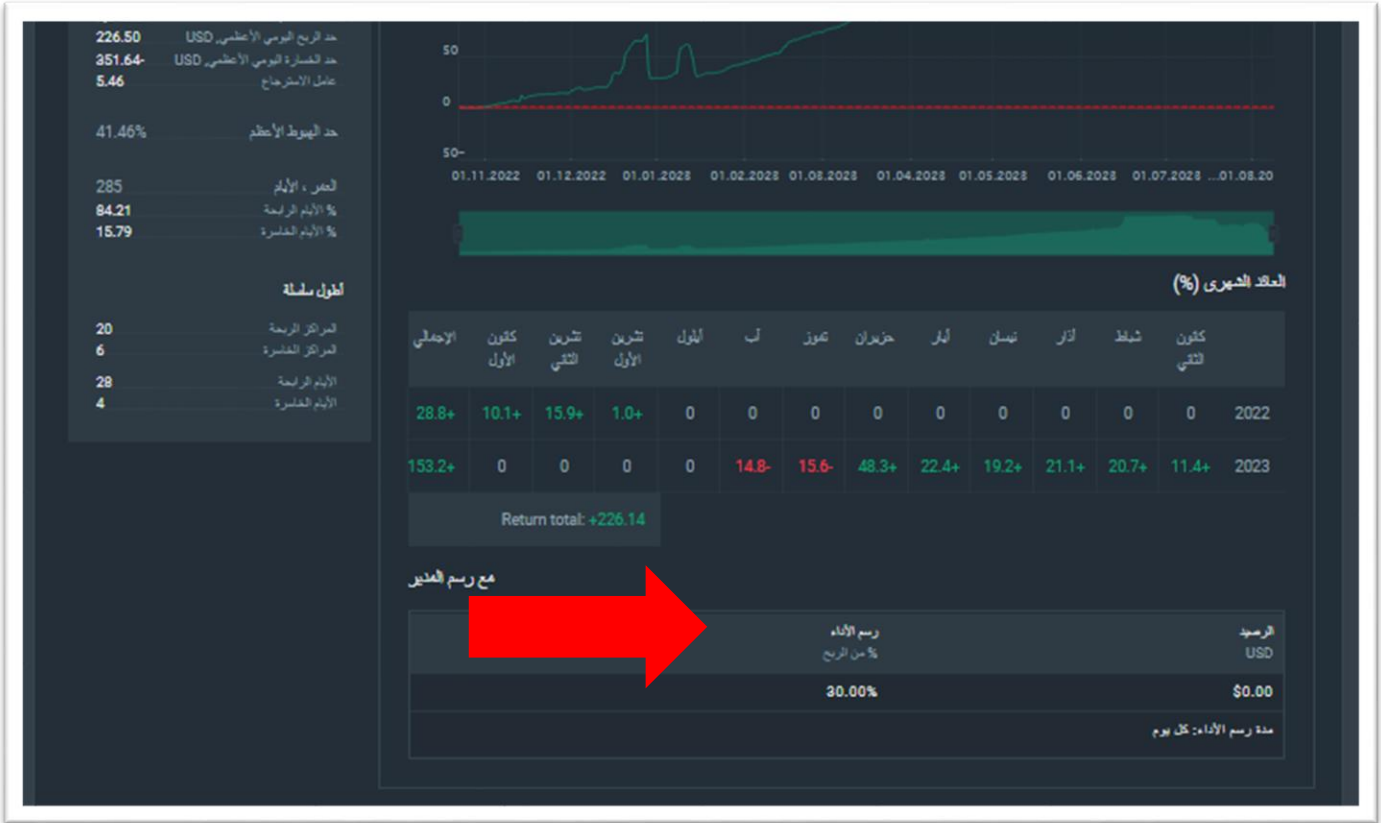 حد الربح اليومي الأعظمي, USD 226.50
حد الخسارة اليومي الأعظمي, USD 351.64-
عامل الاسترجاع 5.46
حد الهبوط الأعظم 41.46%
العمر ، الأيام 285
% الأيام الرابحة 84.21
% الأيام الخاسرة 15.79
أطول سلسلة
المراكز الربحة 20
المراكز الخاسرة 6
الأيام الرابحة 28
الأيام الخاسرة 4
50
0
50-
01.11.2022 01.12.2022 01.01.2023 01.02.2023 01.03.2023 01.04.2023 01.05.2023 01.06.2023 01.07.2023 ...01.08.20
العائد الشهري (%)
كانون الثاني شباط آذار نيسان أيار حزيران تموز آب أيلول تشرين الأول تشرين الثاني كانون الأول الإجمالي
2022 0 0 0 0 0 0 0 0 0 1.0+ 15.9+ 10.1+ 28.8+
2023 11.4+ 20.7+ 21.1+ 19.2+ 22.4+ 48.3+ 15.6- 14.8- 0 0 0 0 153.2+
Return total: +226.14
مع رسم المدير
الرصيد رسم الأداء
USD % من الربح
$0.00 30.00%
مدة رسم الأداء: كل يوم